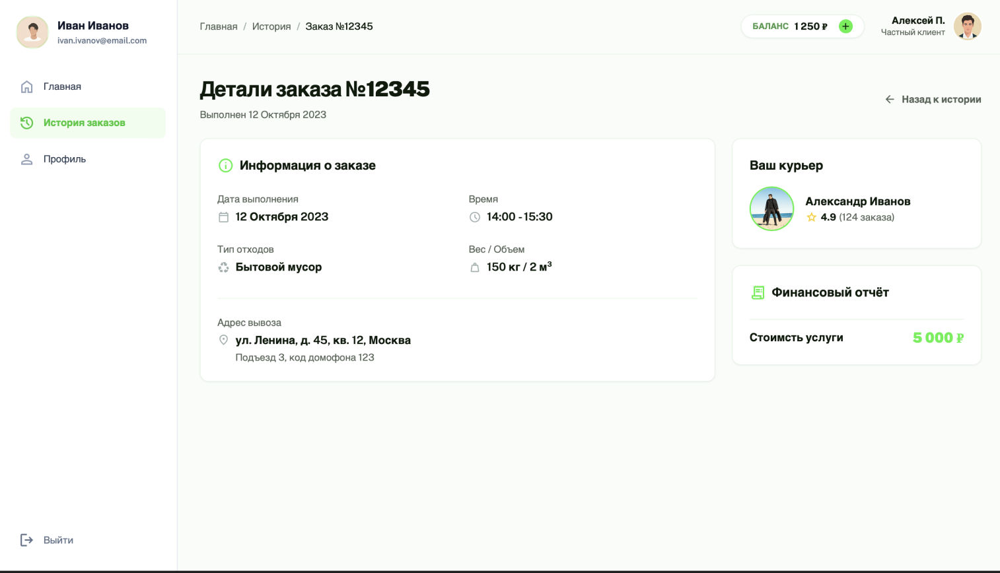 Иван Иванов
ivan.ivanov@email.com
Главная
История заказов
Профиль
Выйти
Главная / История / Заказ №12345
БАЛАНС 1 250 ₽ +
Алексей П.
Частный клиент
Детали заказа №12345
Выполнен 12 Октября 2023
← Назад к истории
Информация о заказе
Дата выполнения
12 Октября 2023
Время
14:00 - 15:30
Тип отходов
Бытовой мусор
Вес / Объем
150 кг / 2 м³
Адрес вывоза
ул. Ленина, д. 45, кв. 12, Москва
Подъезд 3, код домофона 123
Ваш курьер
Александр Иванов
4.9 (124 заказа)
Финансовый отчёт
Стоимсть услуги
5 000 ₽